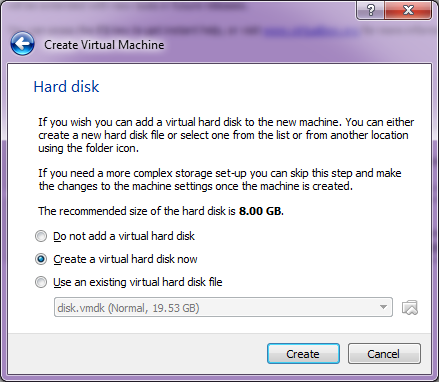 Create Virtual Machine
Hard disk
If you wish you can add a virtual hard disk to the new machine. You can either
create a new hard disk file or select one from the list or from another location
using the folder icon.
If you need a more complex storage set-up you can skip this step and make
the changes to the machine settings once the machine is created.
The recommended size of the hard disk is 8.00 GB.
Do not add a virtual hard disk
Create a virtual hard disk now
Use an existing virtual hard disk file
disk.vmdk (Normal, 19.53 GB)
Create Cancel